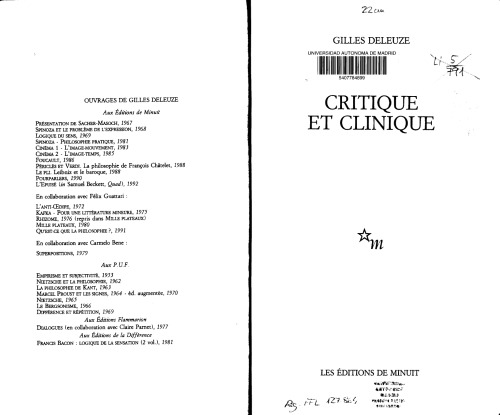 OUVRAGES DE GILLES DELEUZE
Aux Éditions de Minuit
PRÉSENTATION DE SACHER-MASOCH, 1967
SPINOZA ET LE PROBLÈME DE L'EXPRESSION, 1968
LOGIQUE DU SENS, 1969
SPINOZA - PHILOSOPHIE PRATIQUE, 1981
CINÉMA 1 - L'IMAGE-MOUVEMENT, 1983
CINÉMA 2 - L'IMAGE-TEMPS, 1985
FOUCAULT, 1986
PÉRICLÈS ET VERDI. La philosophie de François Châtelet, 1988
LE PLI. Leibniz et le baroque, 1988
POURPARLERS, 1990
L'ÉPUISÉ (in Samuel Beckett, Quad), 1992
En collaboration avec Félix Guattari :
L'ANTI-ŒDIPE, 1972
KAFKA - POUR UNE LITTÉRATURE MINEURE, 1975
RHIZOME, 1976 (repris dans MILLE PLATEAUX)
MILLE PLATEAUX, 1980
QU'EST-CE QUE LA PHILOSOPHIE ?, 1991
En collaboration avec Carmelo Bene :
SUPERPOSITIONS, 1979
Aux P.U.F.
EMPIRISME ET SUBJECTIVITÉ, 1953
NIETZSCHE ET LA PHILOSOPHIE, 1962
LA PHILOSOPHIE DE KANT, 1963
MARCEL PROUST ET LES SIGNES, 1964 - éd. augmentée, 1970
NIETZSCHE, 1965
LE BERGSONISME, 1966
DIFFÉRENCE ET RÉPÉTITION, 1969
Aux Éditions Flammarion
DIALOGUES (en collaboration avec Claire Parnet), 1977
Aux Éditions de la Différence
FRANCIS BACON : LOGIQUE DE LA SENSATION (2 vol.), 1981
GILLES DELEUZE
UNIVERSIDAD AUTONOMA DE MADRID
5407784899
CRITIQUE
ET CLINIQUE
m
LES ÉDITIONS DE MINUIT